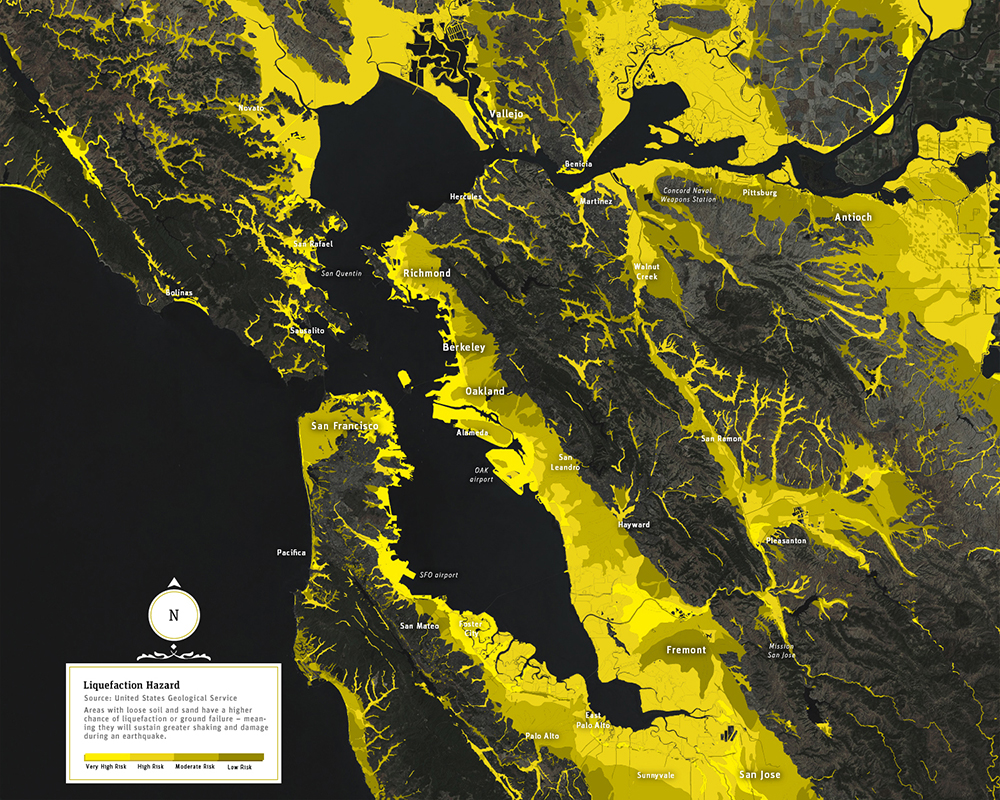 Novato
Vallejo
Benicia
Hercules
Martinez
Concord Naval
Weapons Station
Pittsburg
Antioch
San Rafael
San Quentin
Richmond
Walnut
Creek
Bolinas
Sausalito
Berkeley
Oakland
San Francisco
Alameda
San Ramon
OAK
airport
San
Leandro
Hayward
Pleasanton
Pacifica
SFO airport
San Mateo
Foster
City
Fremont
Mission
San Jose
East
Palo Alto
Palo Alto
Sunnyvale
San Jose
N
Liquefaction Hazard
Source: United States Geological Service
Areas with loose soil and sand have a higher
chance of liquefaction or ground failure – mean-
ing they will sustain greater shaking and damage
during an earthquake.
Very High Risk High Risk Moderate Risk Low Risk